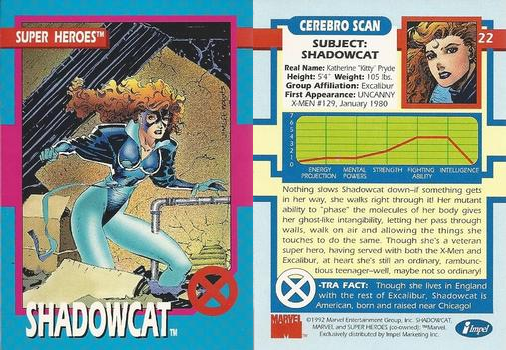 SUPER HEROES™
SHADOWCAT™
CEREBRO SCAN
22
SUBJECT:
SHADOWCAT
Real Name: Katherine "Kitty" Pryde
Height: 5'4" Weight: 105 lbs.
Group Affiliation: Excalibur
First Appearance: UNCANNY
X-MEN #129, January 1980
7
6
5
4
3
2
1
0
ENERGY PROJECTION
MENTAL POWERS
STRENGTH
FIGHTING ABILITY
INTELLIGENCE
Nothing slows Shadowcat down–if something gets
in her way, she walks right through it! Her mutant
ability to "phase" the molecules of her body gives
her ghost-like intangibility, letting her pass through
walls, walk on air and allowing the things she
touches to do the same. Though she's a veteran
super hero, having served both with the X-Men and
Excalibur, at heart she's still an ordinary, rambunc-
tious teenager–well, maybe not so ordinary!
-TRA FACT: Though she lives in England
with the rest of Excalibur, Shadowcat is
American, born and raised near Chicago!
MARVEL
©1992 Marvel Entertainment Group, Inc. SHADOWCAT,
MARVEL and SUPER HEROES (co-owned): ™Marvel.
Exclusively distributed by Impel Marketing Inc.
impel